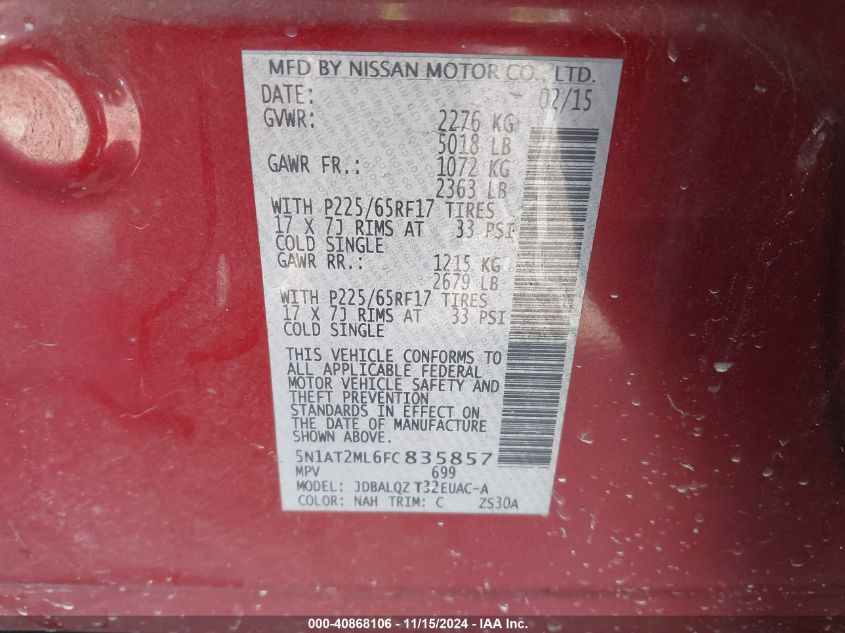 MFD BY NISSAN MOTOR CO., LTD.
DATE: 02/15
GVWR: 2276 KG
5018 LB
GAWR FR.: 1072 KG
2363 LB
WITH P225/65RF17 TIRES
17 X 7J RIMS AT 33 PSI
COLD SINGLE
GAWR RR.: 1215 KG
2679 LB
WITH P225/65RF17 TIRES
17 X 7J RIMS AT 33 PSI
COLD SINGLE
THIS VEHICLE CONFORMS TO
ALL APPLICABLE FEDERAL
MOTOR VEHICLE SAFETY AND
THEFT PREVENTION
STANDARDS IN EFFECT ON
THE DATE OF MANUFACTURE
SHOWN ABOVE.
5N1AT2ML6FC835857
MPV 699
MODEL: JDBALQZ T32EUAC-A
COLOR: NAH TRIM: C ZS30A
000-40868106 - 11/15/2024 - IAA Inc.